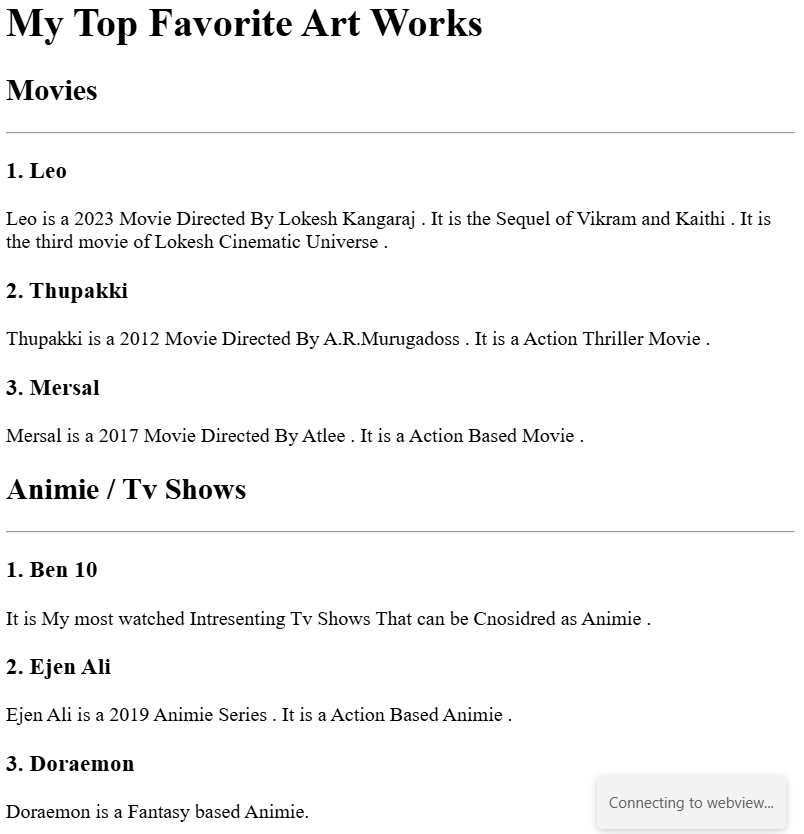 My Top Favorite Art Works
Movies
1. Leo
Leo is a 2023 Movie Directed By Lokesh Kangaraj . It is the Sequel of Vikram and Kaithi . It is
the third movie of Lokesh Cinematic Universe .
2. Thupakki
Thupakki is a 2012 Movie Directed By A.R.Murugadoss . It is a Action Thriller Movie .
3. Mersal
Mersal is a 2017 Movie Directed By Atlee . It is a Action Based Movie .
Animie / Tv Shows
1. Ben 10
It is My most watched Intresenting Tv Shows That can be Cnosidred as Animie .
2. Ejen Ali
Ejen Ali is a 2019 Animie Series . It is a Action Based Animie .
3. Doraemon
Doraemon is a Fantasy based Animie.
Connecting to webview...